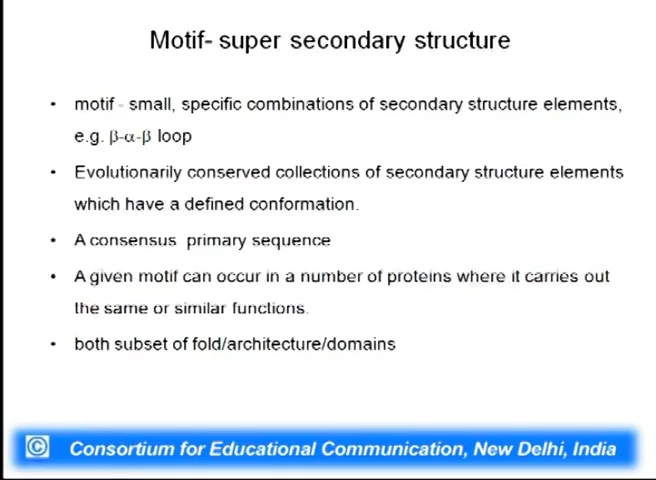 Motif- super secondary structure
• motif - small, specific combinations of secondary structure elements,
e.g. β-α-β loop
• Evolutionarily conserved collections of secondary structure elements
which have a defined conformation.
• A consensus primary sequence
• A given motif can occur in a number of proteins where it carries out
the same or similar functions.
• both subset of fold/architecture/domains
© Consortium for Educational Communication, New Delhi, India